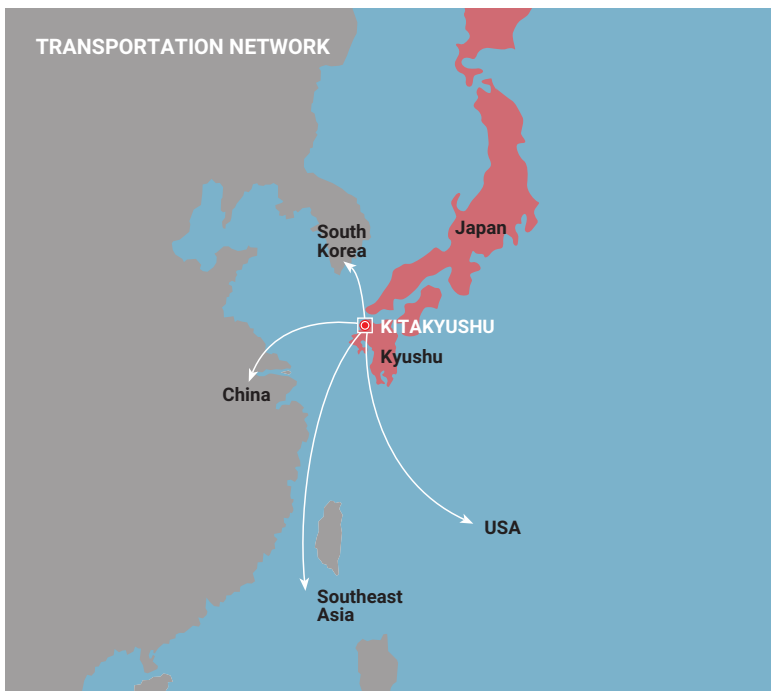 TRANSPORTATION NETWORK
South
Korea
Japan
KITAKYUSHU
Kyushu
China
USA
Southeast
Asia